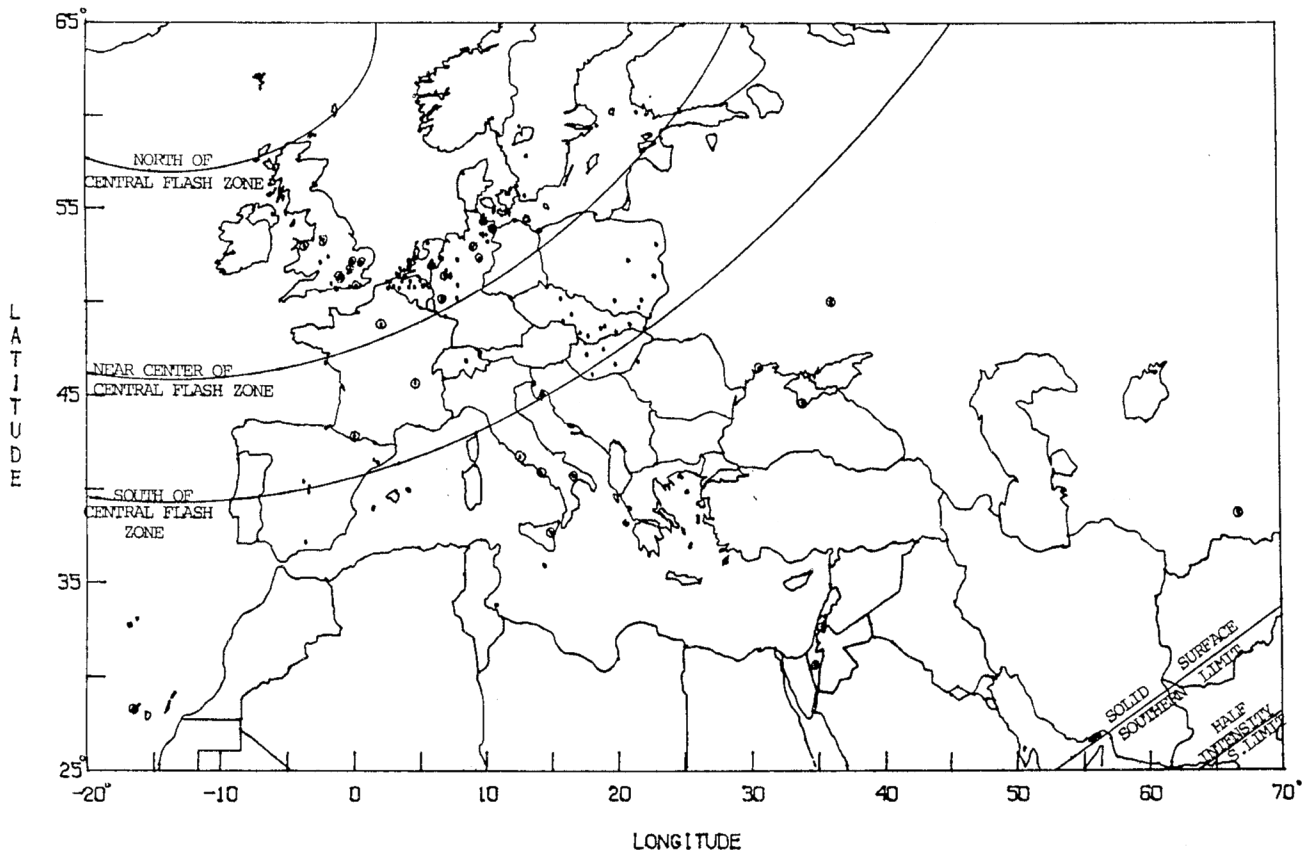 65°
55
45
35
25°
-20°
-10
0
10
20
30
40
50
60
70°
LATITUDE
LONGITUDE
NORTH OF
CENTRAL FLASH ZONE
NEAR CENTER OF
CENTRAL FLASH ZONE
SOUTH OF
CENTRAL FLASH
ZONE
SOLID SURFACE
SOUTHERN LIMIT
HALF
INTENSITY
S. LIMIT